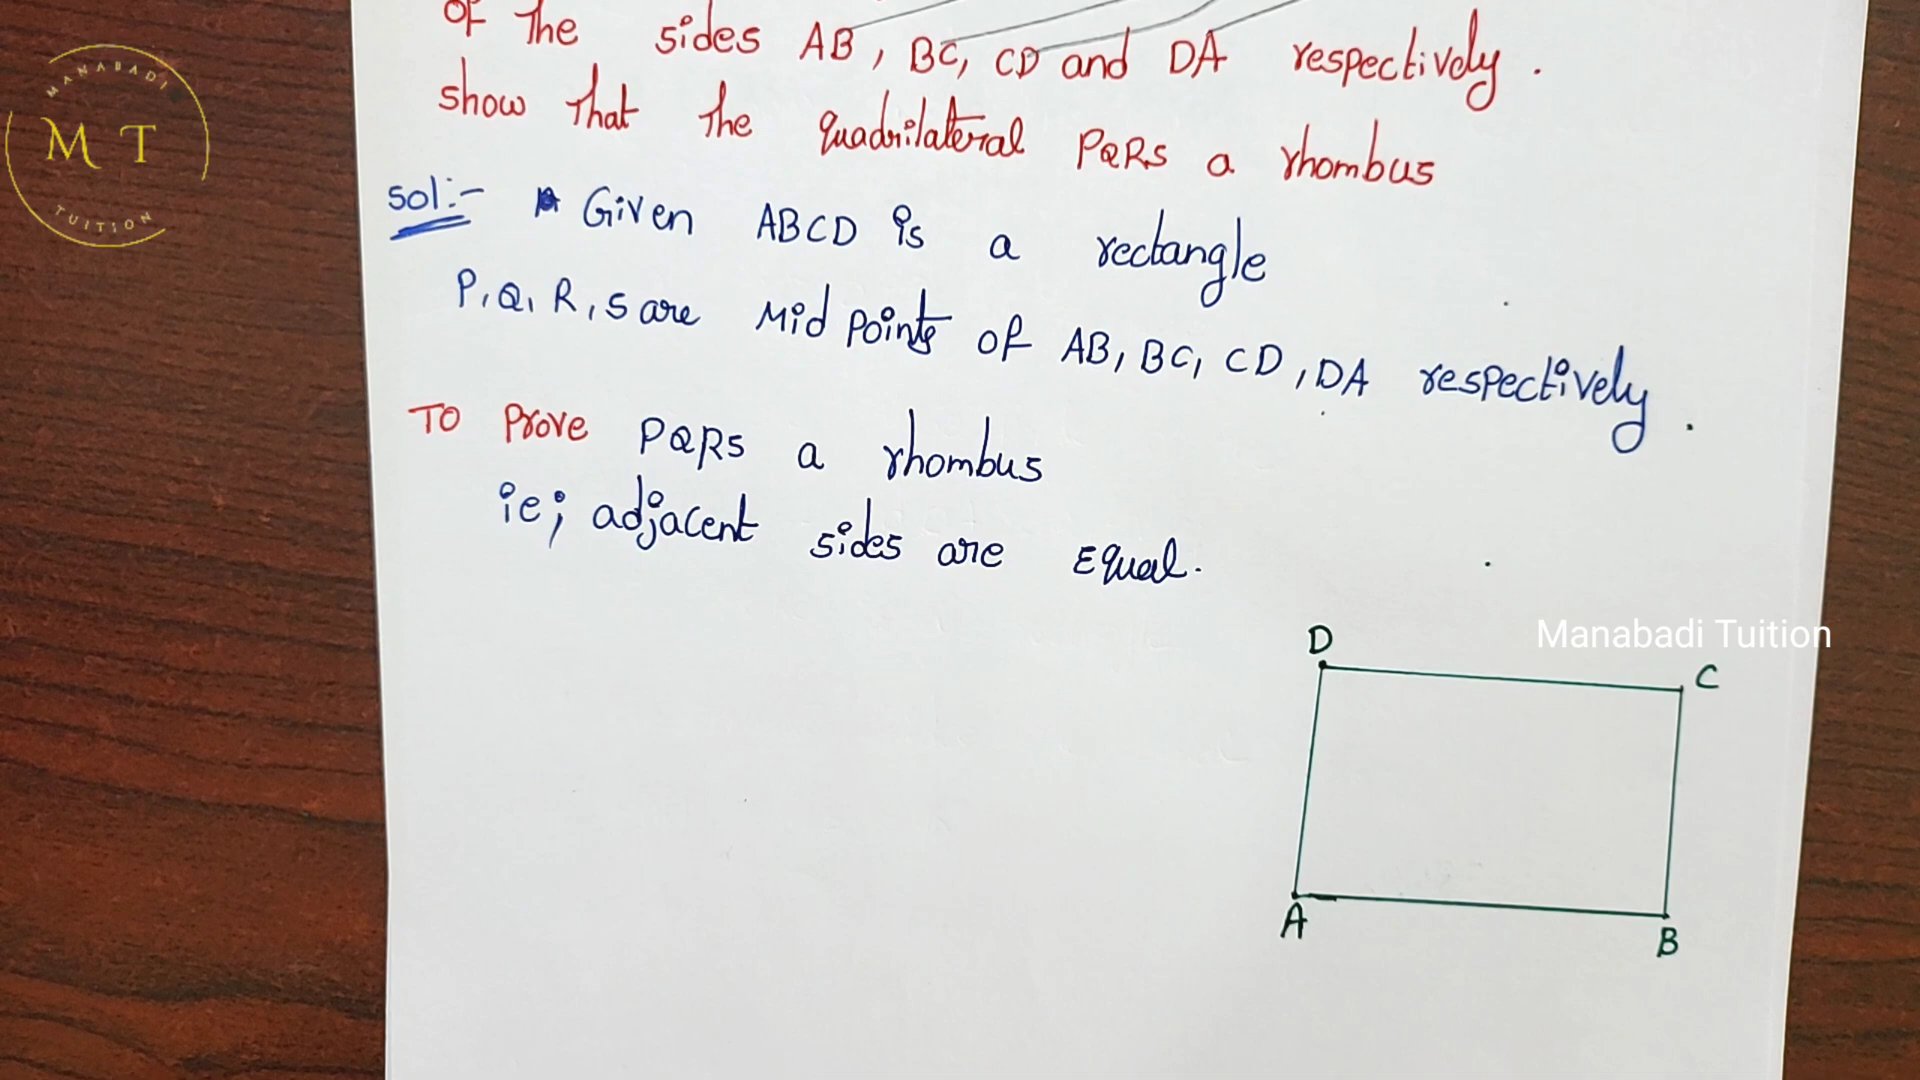 of the sides AB, BC, CD and DA respectively.
show that the quadrilateral PQRS a rhombus
MANABADI
MT
TUITION
Sol:- Given ABCD is a rectangle
P, Q, R, S are Mid points of AB, BC, CD, DA respectively.
TO Prove PQRS a rhombus
ie; adjacent sides are Equal.
Manabadi Tuition
D
C
A
B